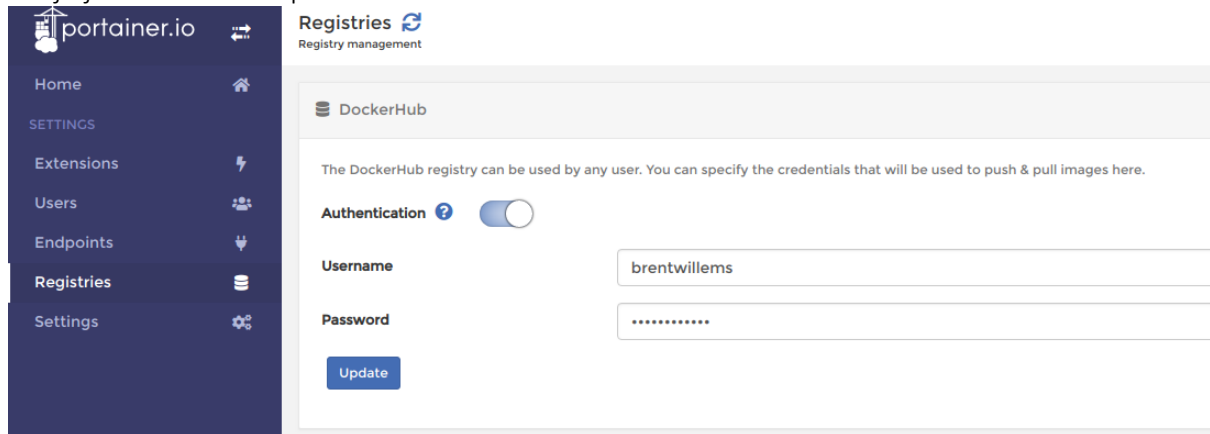 portainer.io
Home
SETTINGS
Extensions
Users
Endpoints
Registries
Settings
Registries
Registry management
DockerHub
The DockerHub registry can be used by any user. You can specify the credentials that will be used to push & pull images here.
Authentication ?
Username
brentwillems
Password
••••••••••••
Update